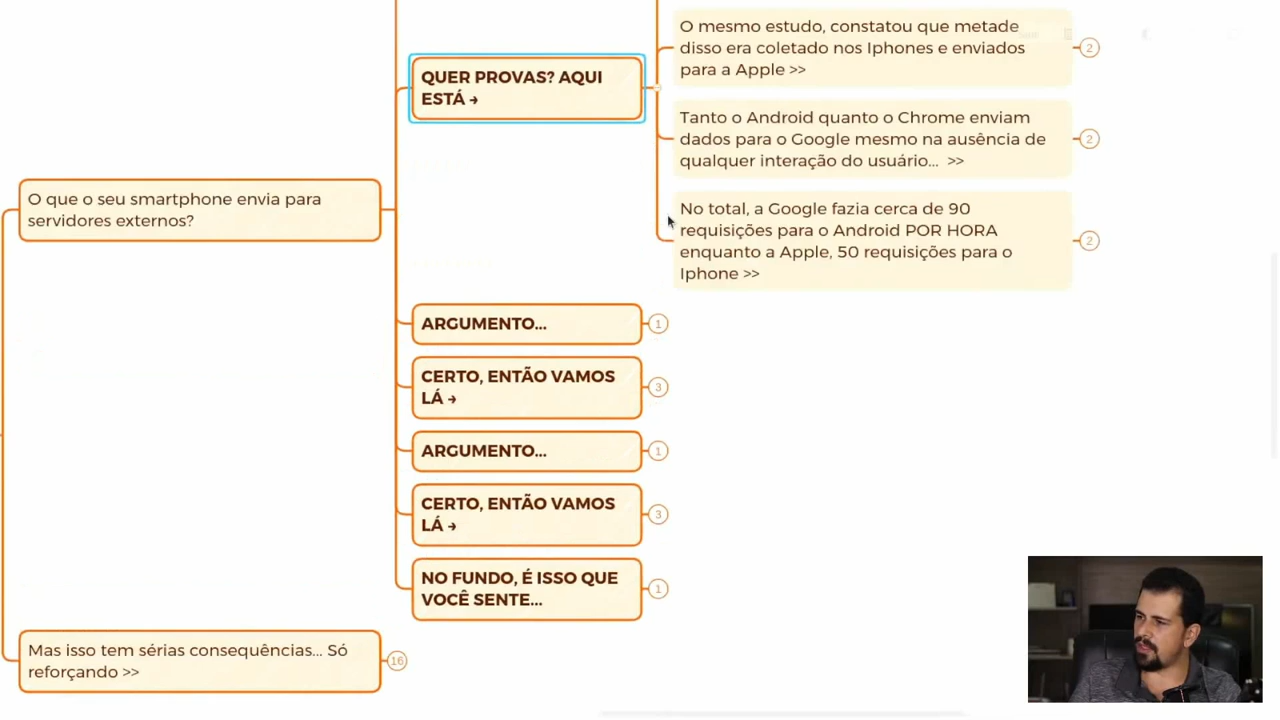 O mesmo estudo, constatou que metade
disso era coletado nos Iphones e enviados
para a Apple >>
2
QUER PROVAS? AQUI
ESTÁ →
Tanto o Android quanto o Chrome enviam
dados para o Google mesmo na ausência de
qualquer interação do usuário... >>
2
O que o seu smartphone envia para
servidores externos?
No total, a Google fazia cerca de 90
requisições para o Android POR HORA
enquanto a Apple, 50 requisições para o
Iphone >>
2
ARGUMENTO...
1
CERTO, ENTÃO VAMOS
LÁ →
3
ARGUMENTO...
1
CERTO, ENTÃO VAMOS
LÁ →
3
NO FUNDO, É ISSO QUE
VOCÊ SENTE...
1
Mas isso tem sérias consequências... Só
reforçando >>
16